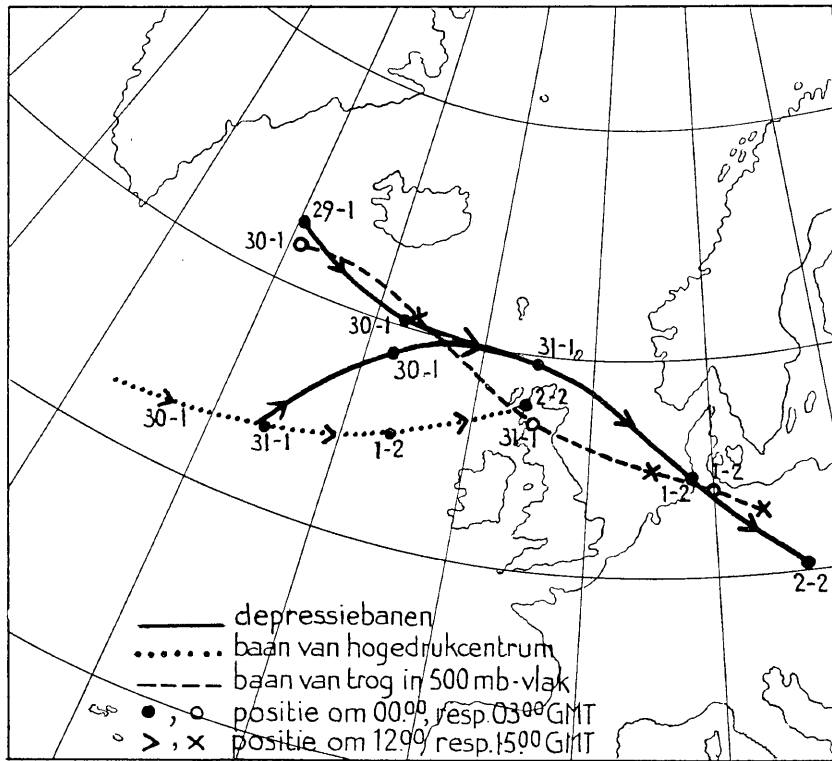 29-1
30-1
30-1
31-1
30-1
2-2
30-1
31-1
1-2
31-1
1-2
1-2
2-2
depressiebanen
baan van hogedrukcentrum
baan van trog in 500 mb-vlak
●, ○ positie om 00.00, resp. 03.00 GMT
>, × positie om 12.00, resp. 15.00 GMT